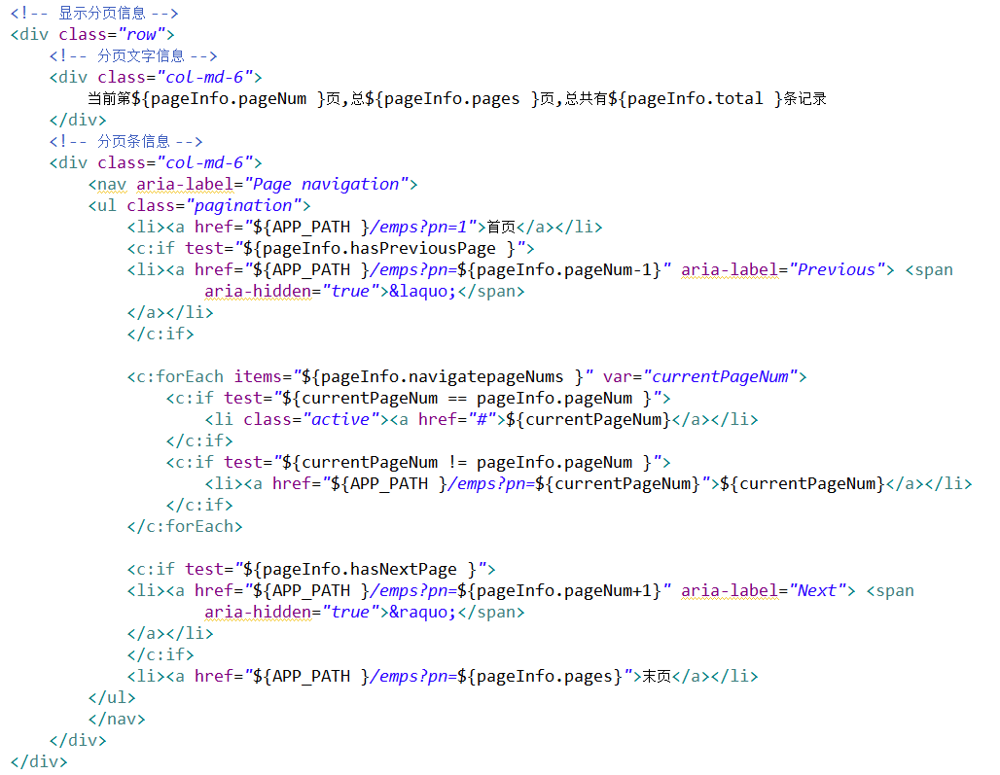 <!-- 显示分页信息 -->
<div class="row">
    <!-- 分页文字信息 -->
    <div class="col-md-6">
        当前第${pageInfo.pageNum }页,总${pageInfo.pages }页,总共有${pageInfo.total }条记录
    </div>
    <!-- 分页条信息 -->
    <div class="col-md-6">
        <nav aria-label="Page navigation">
        <ul class="pagination">
            <li><a href="${APP_PATH }/emps?pn=1">首页</a></li>
            <c:if test="${pageInfo.hasPreviousPage }">
            <li><a href="${APP_PATH }/emps?pn=${pageInfo.pageNum-1}" aria-label="Previous"> <span
                    aria-hidden="true">&laquo;</span>
            </a></li>
            </c:if>

            <c:forEach items="${pageInfo.navigatepageNums }" var="currentPageNum">
                <c:if test="${currentPageNum == pageInfo.pageNum }">
                    <li class="active"><a href="#">${currentPageNum}</a></li>
                </c:if>
                <c:if test="${currentPageNum != pageInfo.pageNum }">
                    <li><a href="${APP_PATH }/emps?pn=${currentPageNum}">${currentPageNum}</a></li>
                </c:if>
            </c:forEach>

            <c:if test="${pageInfo.hasNextPage }">
            <li><a href="${APP_PATH }/emps?pn=${pageInfo.pageNum+1}" aria-label="Next"> <span
                    aria-hidden="true">&raquo;</span>
            </a></li>
            </c:if>
            <li><a href="${APP_PATH }/emps?pn=${pageInfo.pages}">末页</a></li>
        </ul>
        </nav>
    </div>
</div>